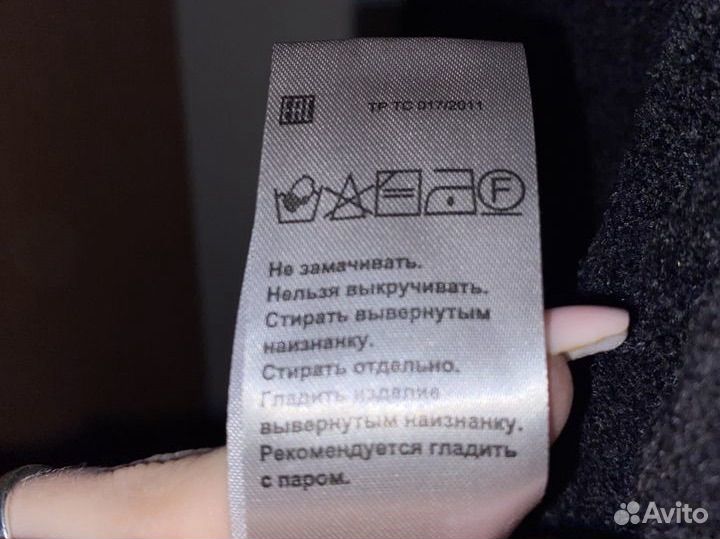 EAC
ТР ТС 017/2011
F
Не замачивать.
Нельзя выкручивать.
Стирать вывернутым
наизнанку.
Стирать отдельно.
Гладить изделие
вывернутым наизнанку.
Рекомендуется гладить
с паром.
Avito